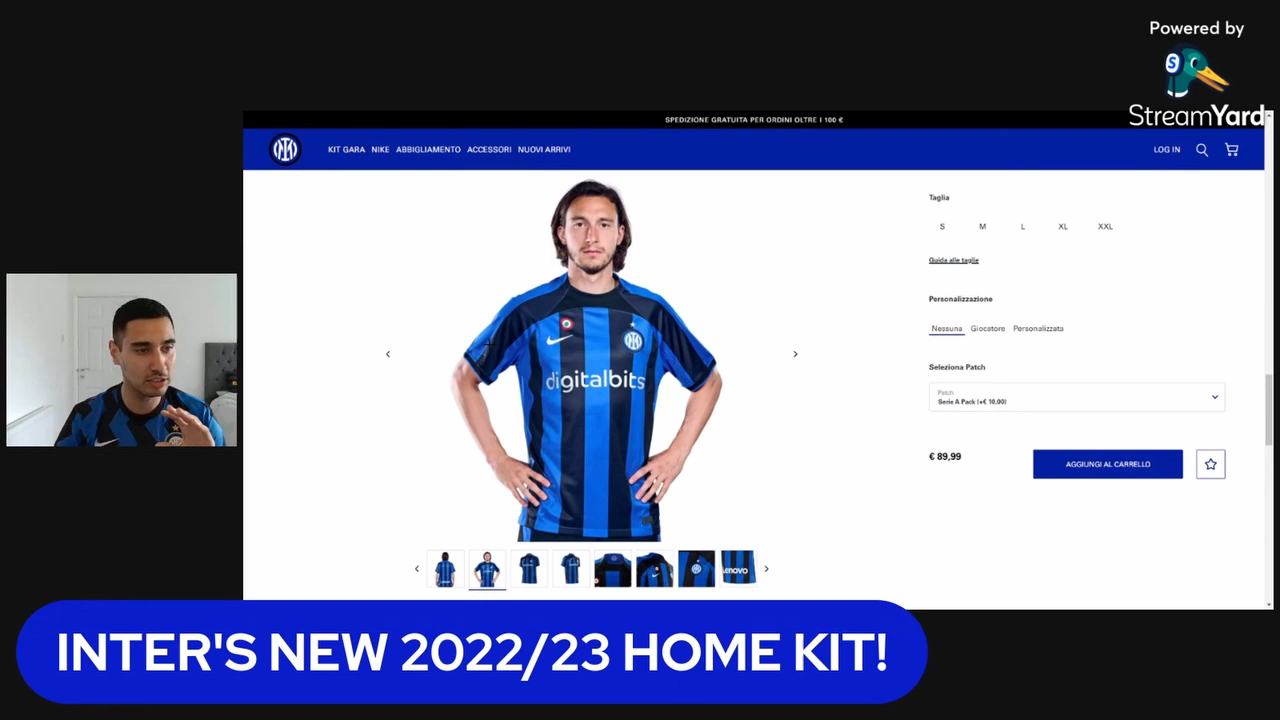 Powered by
StreamYard
SPEDIZIONE GRATUITA PER ORDINI OLTRE I 100 €
KIT GARA NIKE ABBIGLIAMENTO ACCESSORI NUOVI ARRIVI
LOG IN
digitalbits
Taglia
S M L XL XXL
Guida alle taglie
Personalizzazione
Nessuna Giocatore Personalizzata
Seleziona Patch
Patch
Serie A Pack (+€ 10,00)
€ 89,99
AGGIUNGI AL CARRELLO
Lenovo
INTER'S NEW 2022/23 HOME KIT!